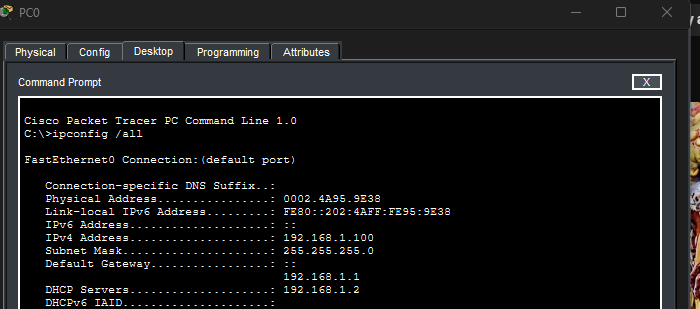 PC0
Physical Config Desktop Programming Attributes
Command Prompt X
Cisco Packet Tracer PC Command Line 1.0
C:\>ipconfig /all
FastEthernet0 Connection:(default port)
Connection-specific DNS Suffix..:
Physical Address................: 0002.4A95.9E38
Link-local IPv6 Address.........: FE80::202:4AFF:FE95:9E38
IPv6 Address....................: ::
IPv4 Address....................: 192.168.1.100
Subnet Mask.....................: 255.255.255.0
Default Gateway.................: ::
192.168.1.1
DHCP Servers....................: 192.168.1.2
DHCPv6 IAID.....................: